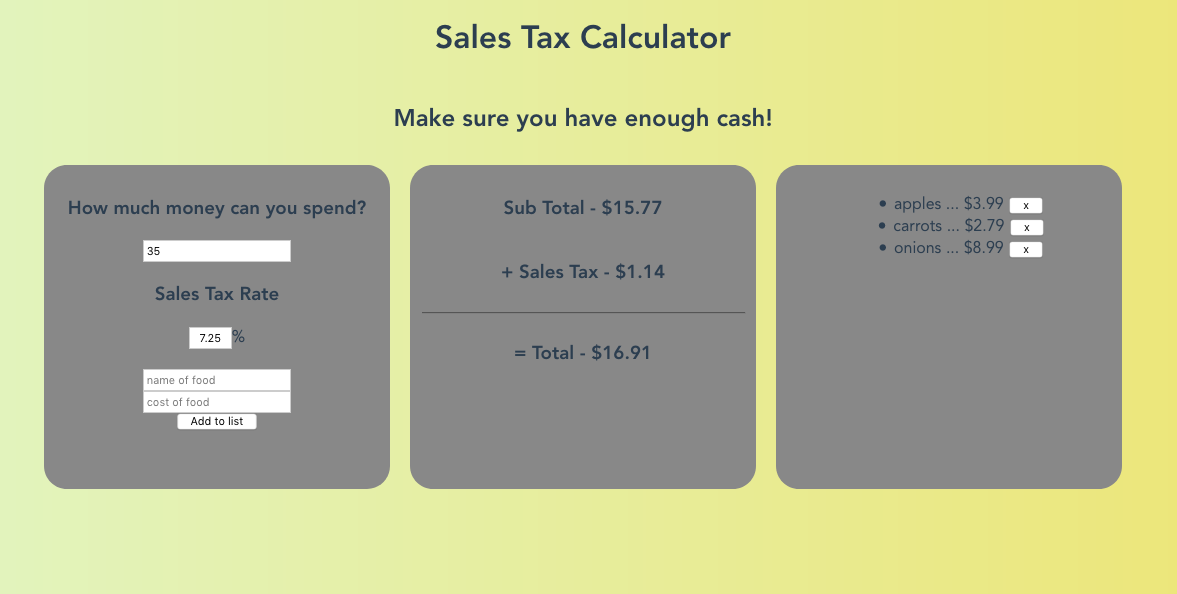 Sales Tax Calculator
Make sure you have enough cash!
How much money can you spend?
35
Sales Tax Rate
7.25 %
name of food
cost of food
Add to list
Sub Total - $15.77
+ Sales Tax - $1.14
= Total - $16.91
• apples ... $3.99 x
• carrots ... $2.79 x
• onions ... $8.99 x